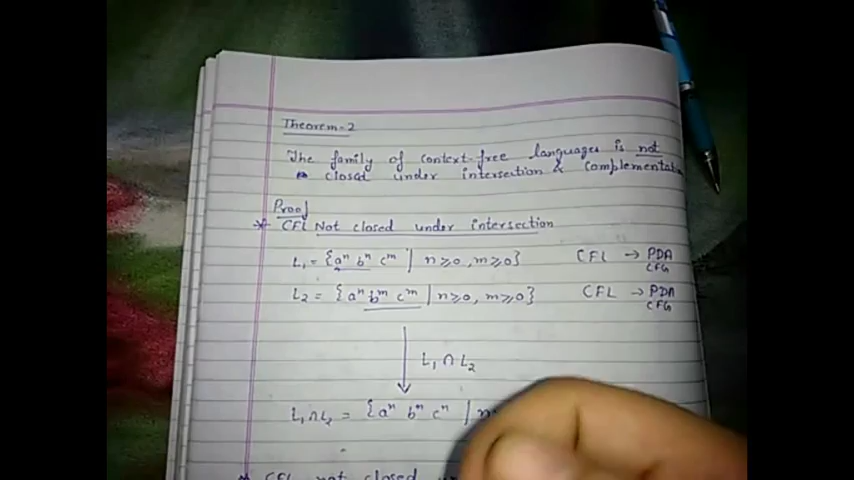 Theorem-2
The family of context-free languages is not
closed under intersection & complementation
Proof
* CFL Not closed under intersection
L₁ = {aⁿ bⁿ cᵐ | n≥0, m≥0} CFL → PDA
CFG
L₂ = {aⁿ bᵐ cᵐ | n≥0, m≥0} CFL → PDA
CFG
L₁ ∩ L₂
L₁∩L₂ = {aⁿ bⁿ cⁿ | n
* CFL not closed